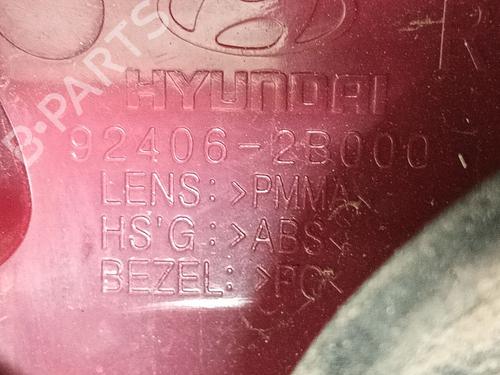 B-PARTS
R
HYUNDAI
92406-2B000
LENS: >PMMA<
HS'G: >ABS<
BEZEL: >PC<